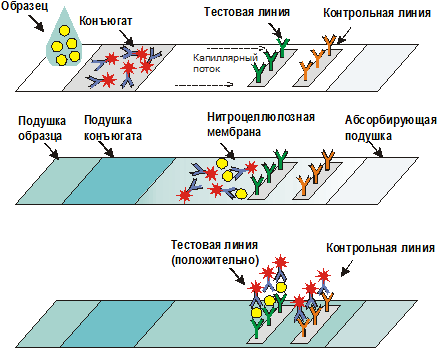 Образец
Конъюгат
Тестовая линия
Контрольная линия
Капиллярный
поток
Подушка
образца
Подушка
конъюгата
Нитроцеллюлозная
мембрана
Абсорбирующая
подушка
Тестовая линия
(положительно)
Контрольная линия